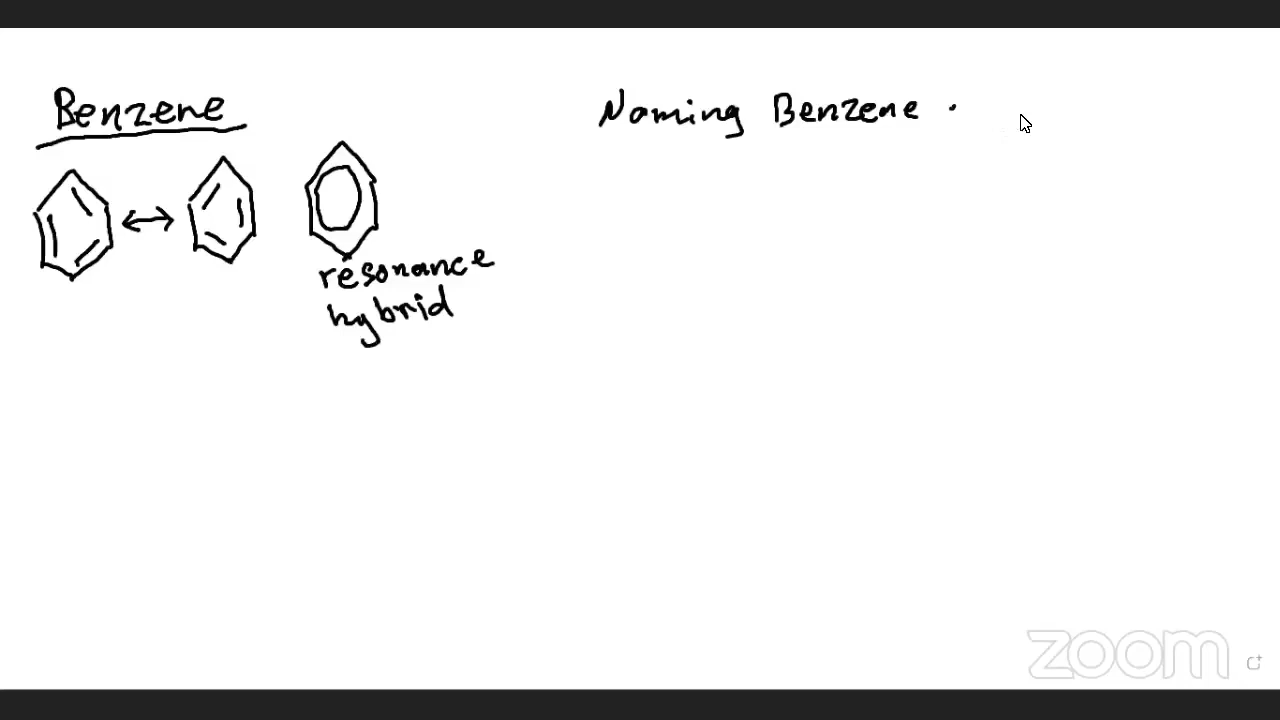 Benzene
resonance
hybrid
Naming Benzene
zoom